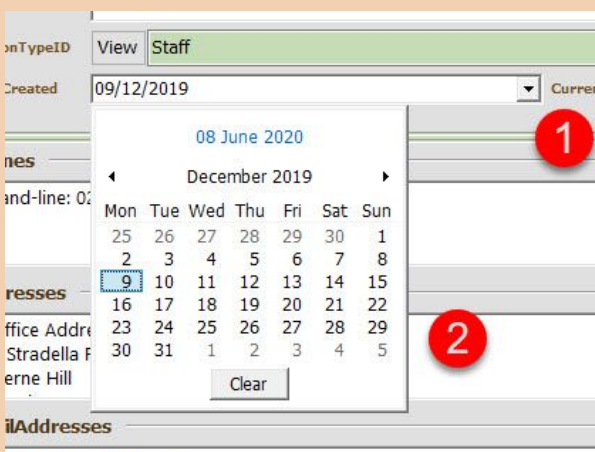 onTypeID View Staff
Created 09/12/2019 Curren
1
08 June 2020
nes
December 2019
and-line: 02
Mon Tue Wed Thu Fri Sat Sun
25 26 27 28 29 30 1
2 3 4 5 6 7 8
9 10 11 12 13 14 15
resses
16 17 18 19 20 21 22
ffice Addre 23 24 25 26 27 28 29
2
Stradella 30 31 1 2 3 4 5
erne Hill
Clear
ilAddresses